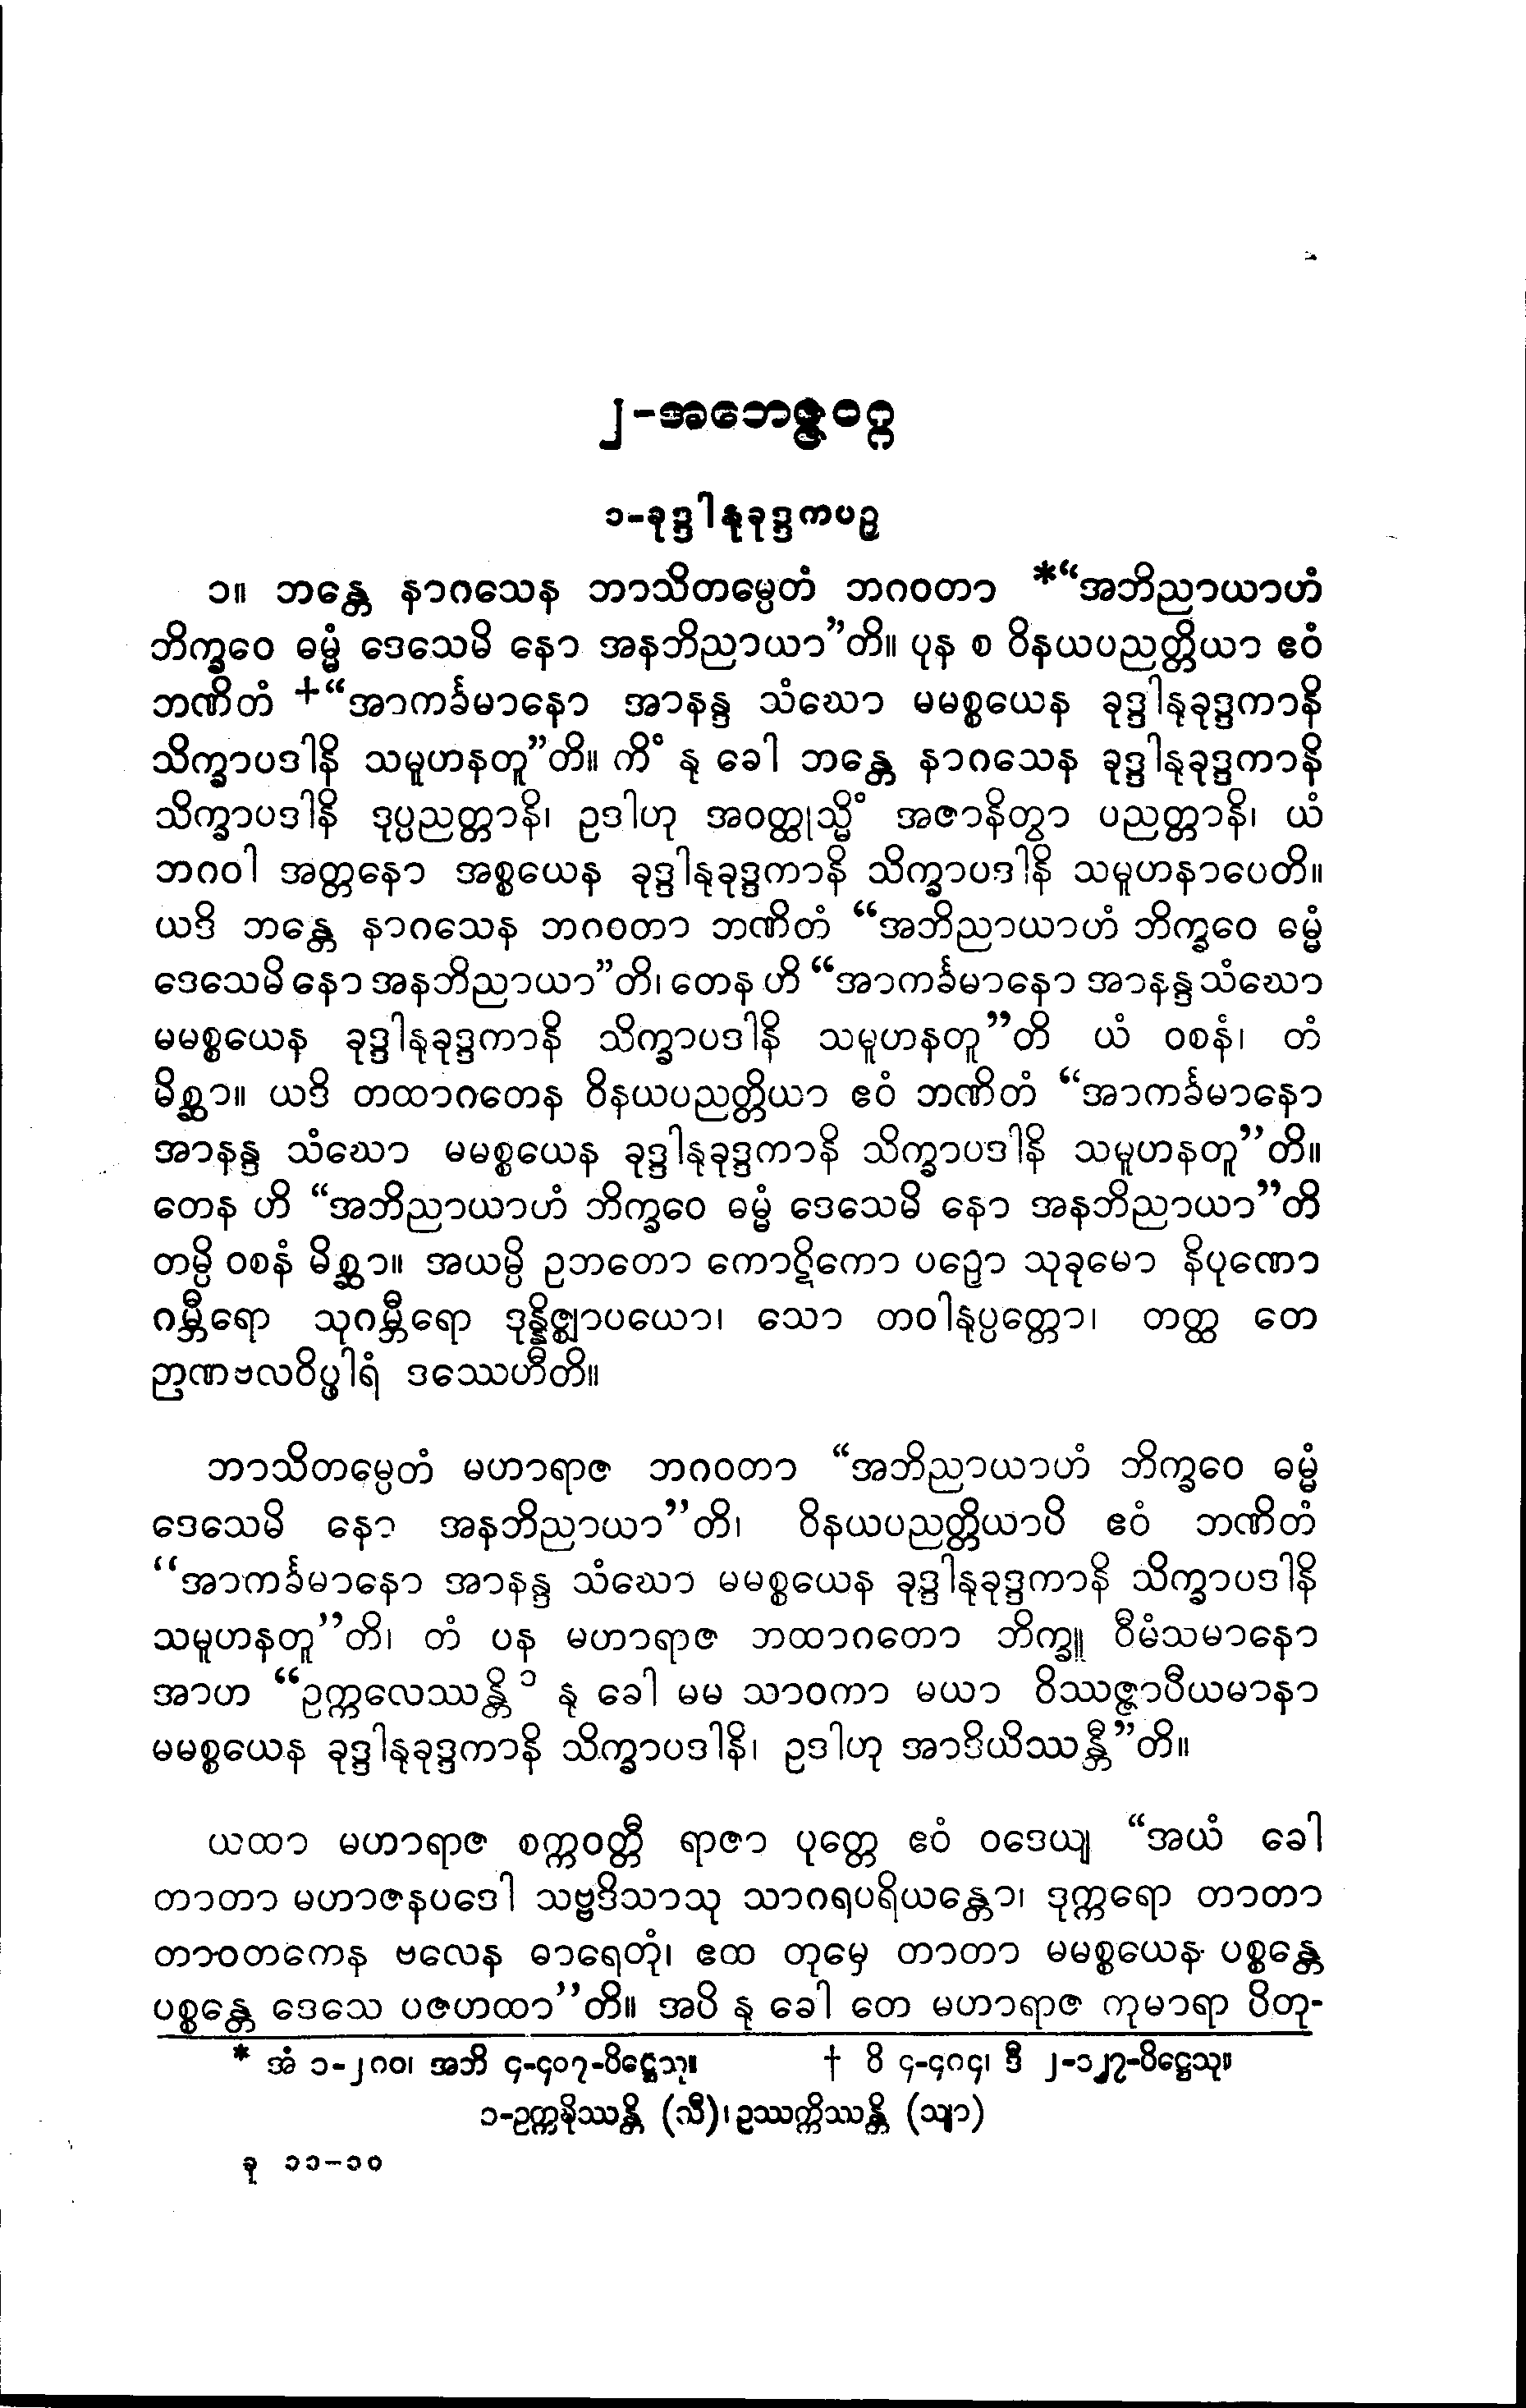 ၂-အဘေဇ္ဇဝဂ္ဂ
၁-ခုဒ္ဒါနုခုဒ္ဒကပဉှ
၁။ ဘန္တေ နာဂသေန ဘာသိတမ္ပေတံ ဘဂဝတာ *“အဘိညာယာဟံ
ဘိက္ခဝေ ဓမ္မံ ဒေသေမိ နော အနဘိညာယာ”တိ။ ပုန စ ဝိနယပညတ္တိယာ ဧဝံ
ဘဏိတံ +“အာကင်္ခမာနော အာနန္ဒ သံဃော မမစ္စယေန ခုဒ္ဒါနုခုဒ္ဒကာနိ
သိက္ခာပဒါနိ သမူဟနတူ”တိ။ ကိံ နု ခေါ ဘန္တေ နာဂသေန ခုဒ္ဒါနုခုဒ္ဒကာနိ
သိက္ခာပဒါနိ ဒုပ္ပညတ္တာနိ၊ ဥဒါဟု အဝတ္ထုသ္မိံ အဇာနိတွာ ပညတ္တာနိ၊ ယံ
ဘဂဝါ အတ္တနော အစ္စယေန ခုဒ္ဒါနုခုဒ္ဒကာနိ သိက္ခာပဒါနိ သမူဟနာပေတိ။
ယဒိ ဘန္တေ နာဂသေန ဘဂဝတာ ဘဏိတံ “အဘိညာယာဟံ ဘိက္ခဝေ ဓမ္မံ
ဒေသေမိ နော အနဘိညာယာ”တိ၊ တေန ဟိ “အာကင်္ခမာနော အာနန္ဒ သံဃော
မမစ္စယေန ခုဒ္ဒါနုခုဒ္ဒကာနိ သိက္ခာပဒါနိ သမူဟနတူ”တိ ယံ ဝစနံ၊ တံ
မိစ္ဆာ။ ယဒိ တထာဂတေန ဝိနယပညတ္တိယာ ဧဝံ ဘဏိတံ “အာကင်္ခမာနော
အာနန္ဒ သံဃော မမစ္စယေန ခုဒ္ဒါနုခုဒ္ဒကာနိ သိက္ခာပဒါနိ သမူဟနတူ”တိ။
တေန ဟိ “အဘိညာယာဟံ ဘိက္ခဝေ ဓမ္မံ ဒေသေမိ နော အနဘိညာယာ”တိ
တမ္ပိ ဝစနံ မိစ္ဆာ။ အယမ္ပိ ဥဘတော ကောဋိကော ပဉှော သုခုမော နိပုဏော
ဂမ္ဘီရော သုဂမ္ဘီရော ဒုန္နိဇ္ဈာပယော၊ သော တဝါနုပ္ပတ္တော၊ တတ္ထ တေ
ဉာဏဗလဝိပ္ဖါရံ ဒဿေဟီတိ။
ဘာသိတမ္ပေတံ မဟာရာဇ ဘဂဝတာ “အဘိညာယာဟံ ဘိက္ခဝေ ဓမ္မံ
ဒေသေမိ နော အနဘိညာယာ”တိ၊ ဝိနယပညတ္တိယာပိ ဧဝံ ဘဏိတံ
“အာကင်္ခမာနော အာနန္ဒ သံဃော မမစ္စယေန ခုဒ္ဒါနုခုဒ္ဒကာနိ သိက္ခာပဒါနိ
သမူဟနတူ”တိ၊ တံ ပန မဟာရာဇ ဘထာဂတော ဘိက္ခူ ဝီမံသမာနော
အာဟ “ဥက္ကလေဿန္တိ ၁ နု ခေါ မမ သာဝကာ မယာ ဝိဿဇ္ဇာပီယမာနာ
မမစ္စယေန ခုဒ္ဒါနုခုဒ္ဒကာနိ သိက္ခာပဒါနိ၊ ဥဒါဟု အာဒိယိဿန္တီ”တိ။
ယထာ မဟာရာဇ စက္ကဝတ္တီ ရာဇာ ပုတ္တေ ဧဝံ ဝဒေယျ “အယံ ခေါ
တာတာ မဟာဇနပဒေါ သဗ္ဗဒိသာသု သာဂရပရိယန္တော၊ ဒုက္ကရော တာတာ
တာဝတကေန ဗလေန ဓာရေတုံ၊ ဧထ တုမှေ တာတာ မမစ္စယေန ပစ္စန္တေ
ပစ္စန္တေ ဒေသေ ပဇဟထာ”တိ။ အပိ နု ခေါ တေ မဟာရာဇ ကုမာရာ ပိတု-
* အံ ၁-၂၈၀၊ အဘိ ၄-၄၀၇-ပိဋ္ဌေသု။ † ဝိ ၄-၄၈၄၊ ဒီ ၂-၁၂၇-ပိဋ္ဌေသု။
၁-ဥက္ကနိဿန္တိ (သီ)၊ ဥဿက္ကိဿန္တိ (သျာ)
ခု ၁၁-၁၀